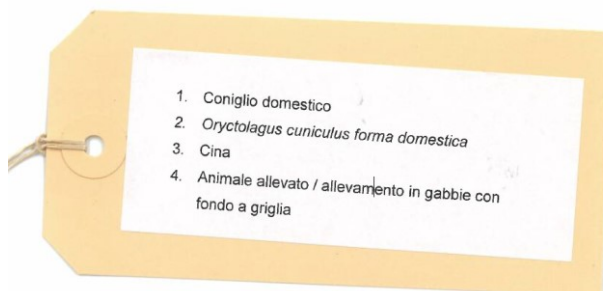 1. Coniglio domestico
2. Oryctolagus cuniculus forma domestica
3. Cina
4. Animale allevato / allevamento in gabbie con
fondo a griglia